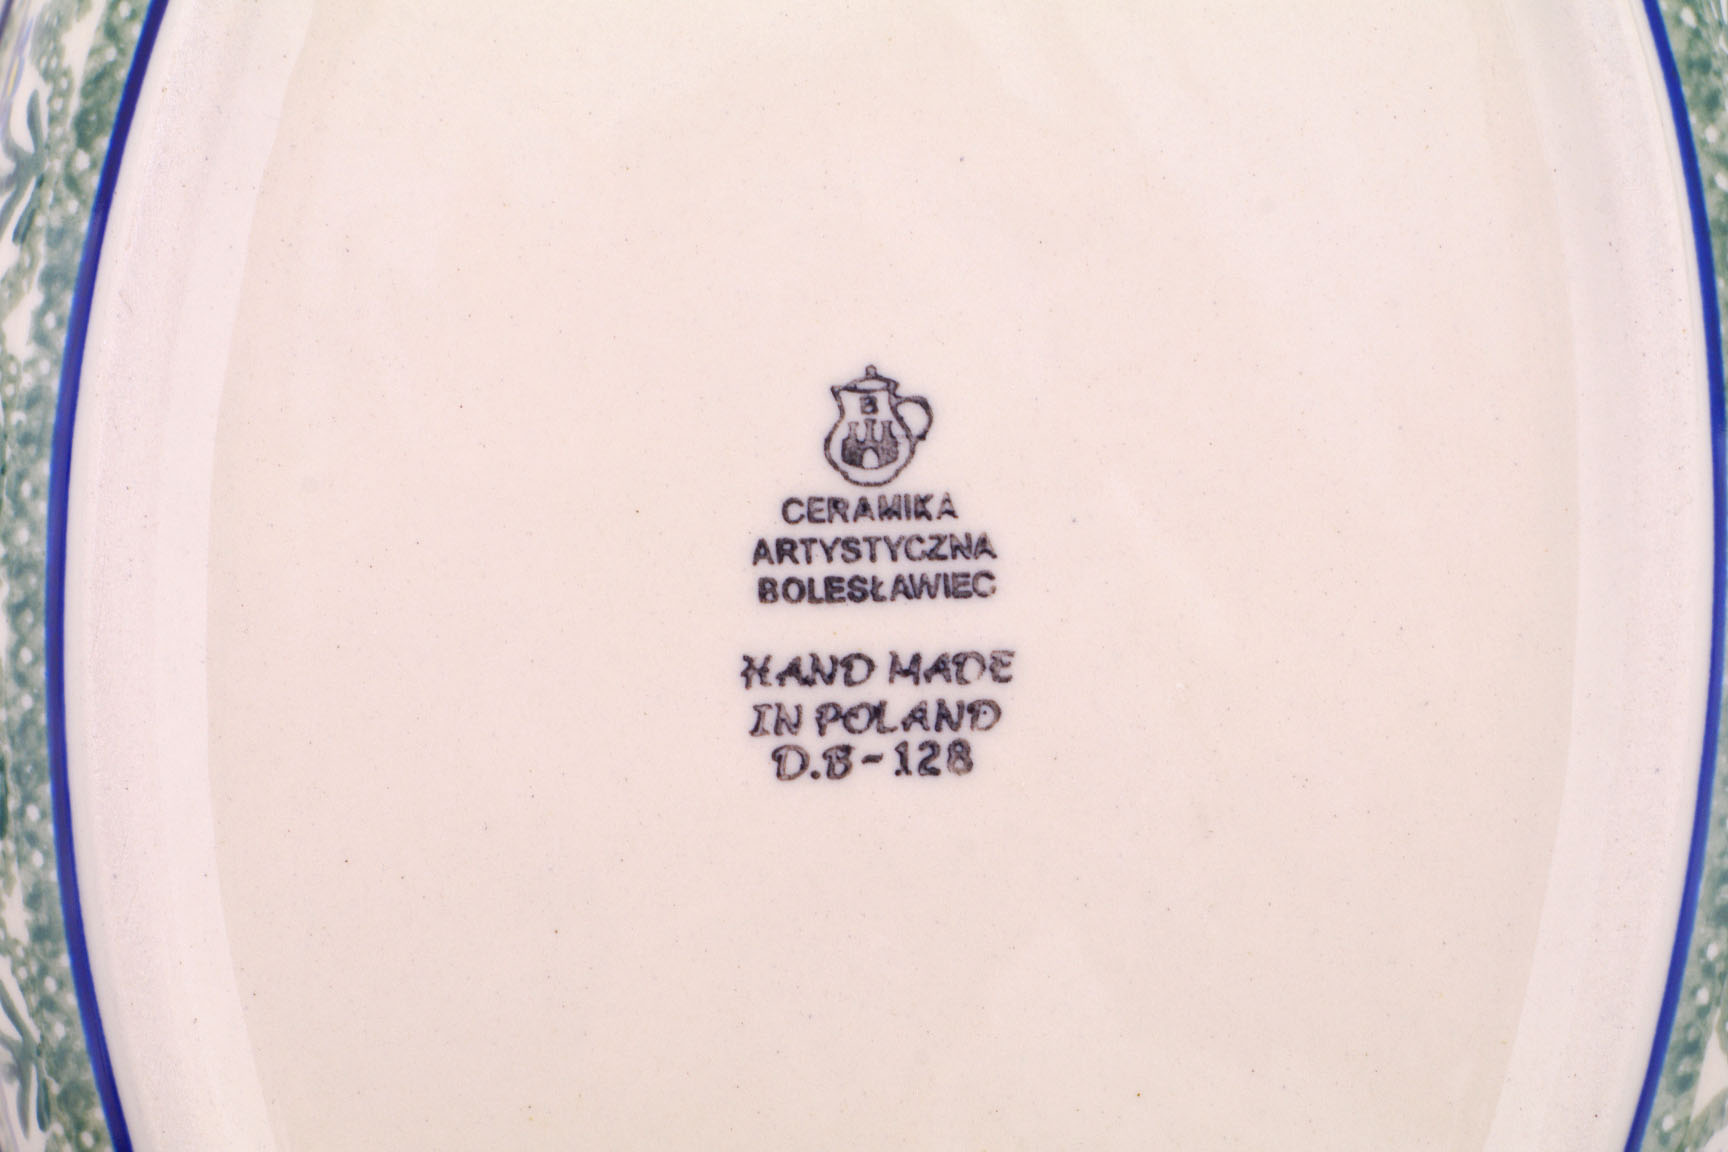 B
CERAMIKA
ARTYSTYCZNA
BOLESŁAWIEC
HAND MADE
IN POLAND
D.B-128